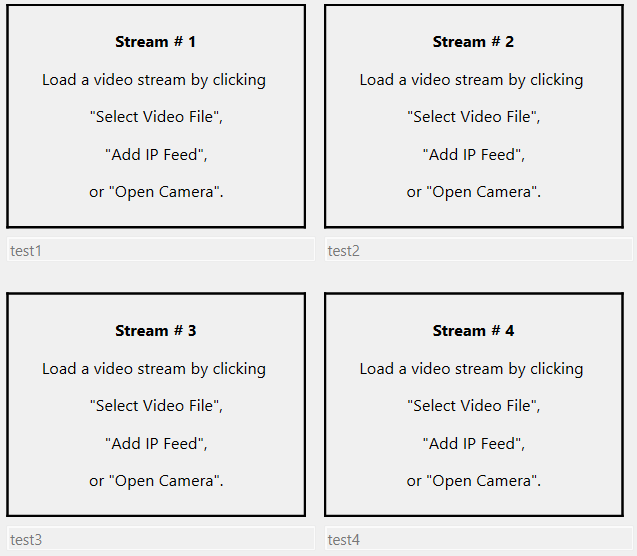 Stream # 1
Load a video stream by clicking
"Select Video File",
"Add IP Feed",
or "Open Camera".
test1
Stream # 2
Load a video stream by clicking
"Select Video File",
"Add IP Feed",
or "Open Camera".
test2
Stream # 3
Load a video stream by clicking
"Select Video File",
"Add IP Feed",
or "Open Camera".
test3
Stream # 4
Load a video stream by clicking
"Select Video File",
"Add IP Feed",
or "Open Camera".
test4